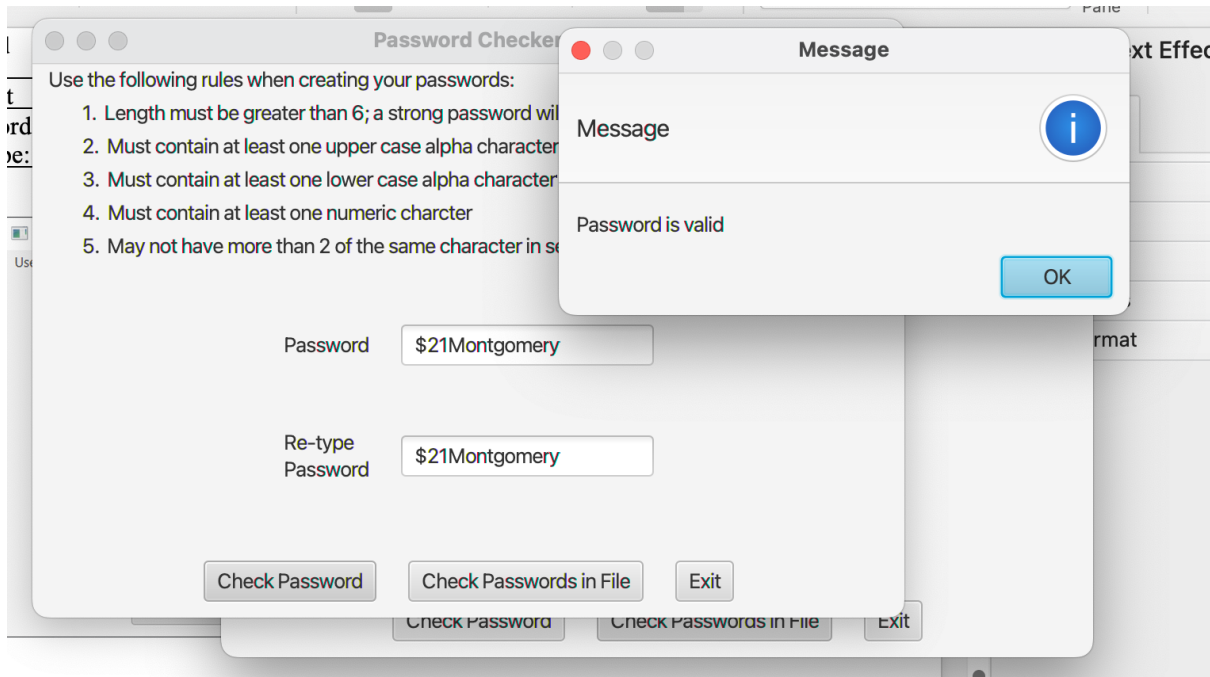 Pane
Password Checker
Message
Use the following rules when creating your passwords:
1. Length must be greater than 6; a strong password wil
2. Must contain at least one upper case alpha character
3. Must contain at least one lower case alpha character
4. Must contain at least one numeric charcter
5. May not have more than 2 of the same character in se
Message
Password is valid
OK
Password
$21Montgomery
Re-type
Password
$21Montgomery
Check Password
Check Passwords in File
Exit
Check Password
Check Passwords in File
Exit
xt Effec
rmat
Use